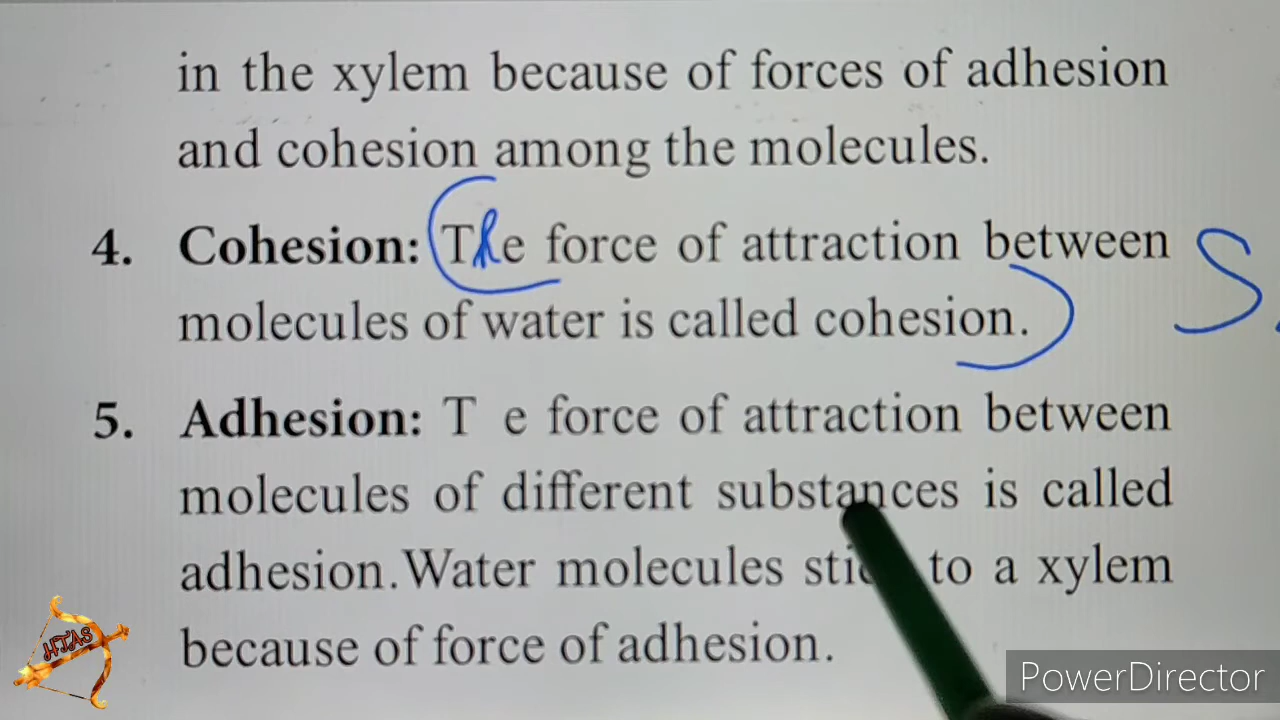 in the xylem because of forces of adhesion
and cohesion among the molecules.
4. Cohesion: The force of attraction between S.
molecules of water is called cohesion.
5. Adhesion: T e force of attraction between
molecules of different substances is called
adhesion. Water molecules to a xylem
because of force of adhesion.
HTAS
PowerDirector